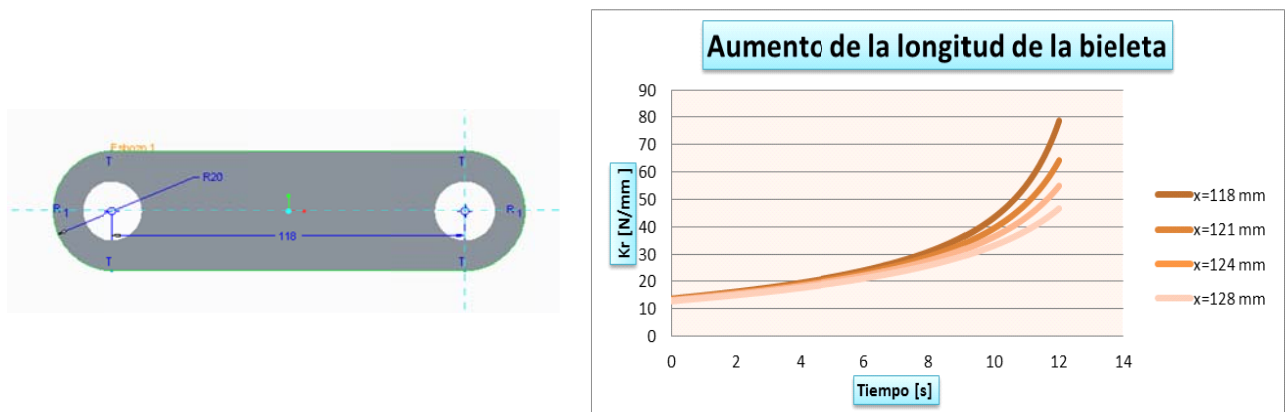 Esbozo 1
T
T
R20
R 1
R 1
118
T
T
Aumento de la longitud de la bieleta
Kr [N/mm ]
90
80
70
60
50
40
30
20
10
0
0 2 4 6 8 10 12 14
Tiempo [s]
x=118 mm
x=121 mm
x=124 mm
x=128 mm